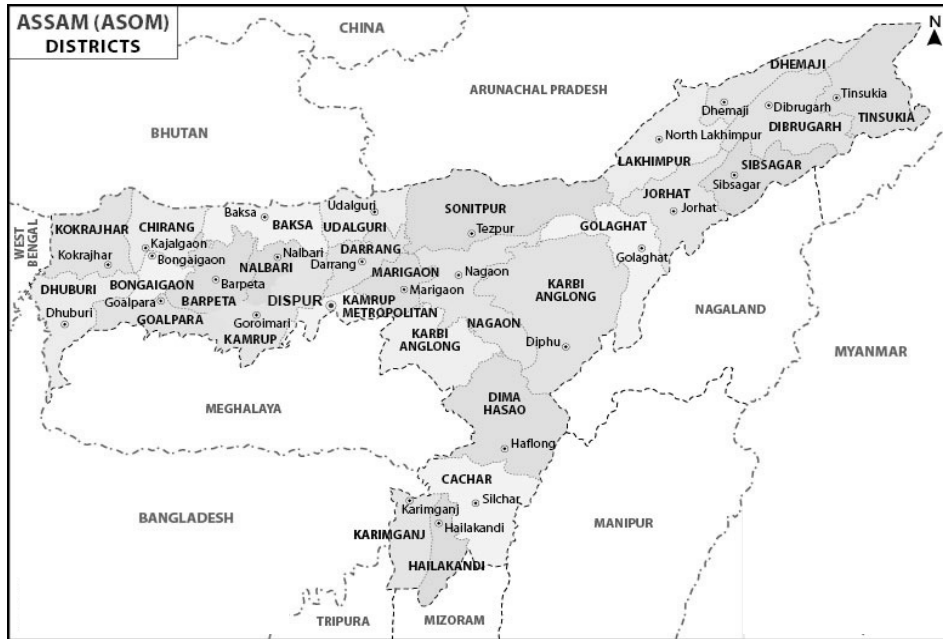 ASSAM (ASOM)
DISTRICTS
CHINA
N
ARUNACHAL PRADESH
BHUTAN
DHEMAJI
Tinsukia
Dhemaji
Dibrugarh
TINSUKIA
DIBRUGARH
North Lakhimpur
LAKHIMPUR
SIBSAGAR
Sibsagar
JORHAT
Jorhat
WEST
BENGAL
KOKRAJHAR
Kokrajhar
CHIRANG
Kajalgaon
Bongaigaon
Baksa
BAKSA
Udalguri
UDALGURI
SONITPUR
Tezpur
GOLAGHAT
Golaghat
DARRANG
Darrang
Nalbari
NALBARI
MARIGAON
Marigaon
Nagaon
KARBI
ANGLONG
DHUBURI
Dhuburi
BONGAIGAON
Goalpara
Barpeta
BARPETA
GOALPARA
DISPUR
Goroimari
KAMRUP
KAMRUP
METROPOLITAN
KARBI
ANGLONG
NAGAON
Diphu
NAGALAND
MYANMAR
MEGHALAYA
DIMA
HASAO
Haflong
CACHAR
Silchar
Karimganj
Hailakandi
KARIMGANJ
HAILAKANDI
BANGLADESH
MANIPUR
TRIPURA
MIZORAM